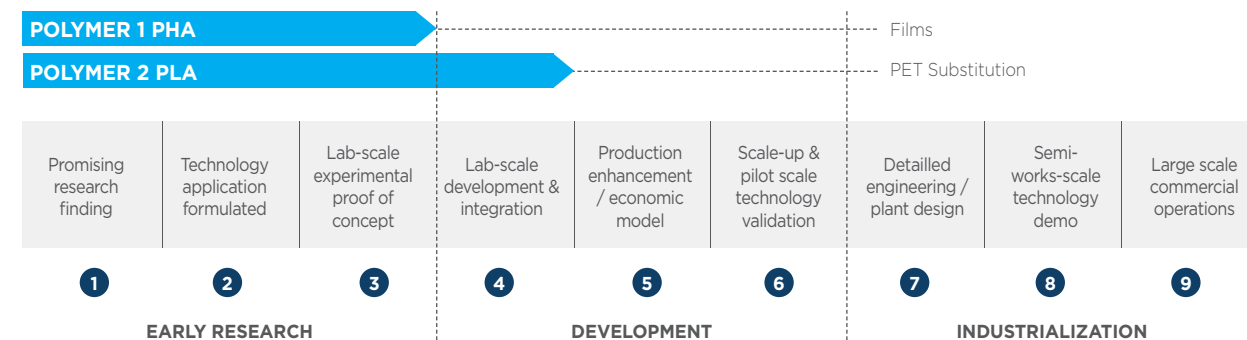 POLYMER 1 PHA
Films
POLYMER 2 PLA
PET Substitution
Promising
research
finding
Technology
application
formulated
Lab-scale
experimental
proof of
concept
Lab-scale
development &
integration
Production
enhancement
/ economic
model
Scale-up &
pilot scale
technology
validation
Detailled
engineering /
plant design
Semi-
works-scale
technology
demo
Large scale
commercial
operations
1
2
3
4
5
6
7
8
9
EARLY RESEARCH
DEVELOPMENT
INDUSTRIALIZATION